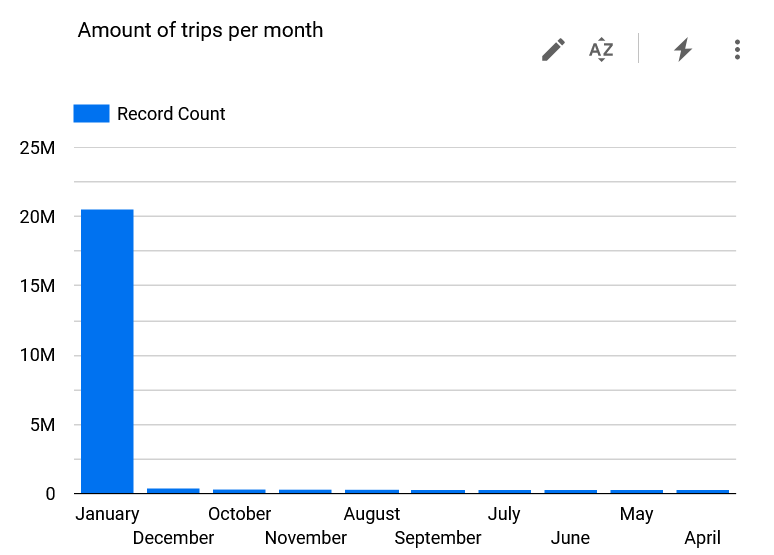 Amount of trips per month
AZ
Record Count
25M
20M
15M
10M
5M
0
January
December
October
November
August
September
July
June
May
April